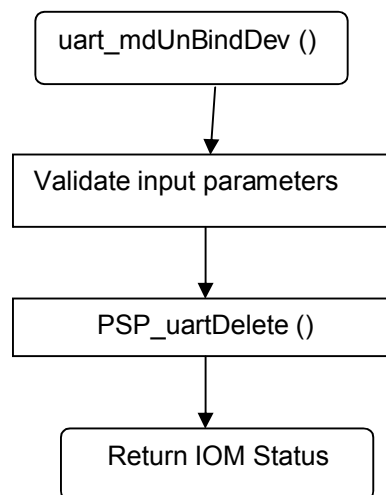 uart_mdUnBindDev ()
Validate input parameters
PSP_uartDelete ()
Return IOM Status